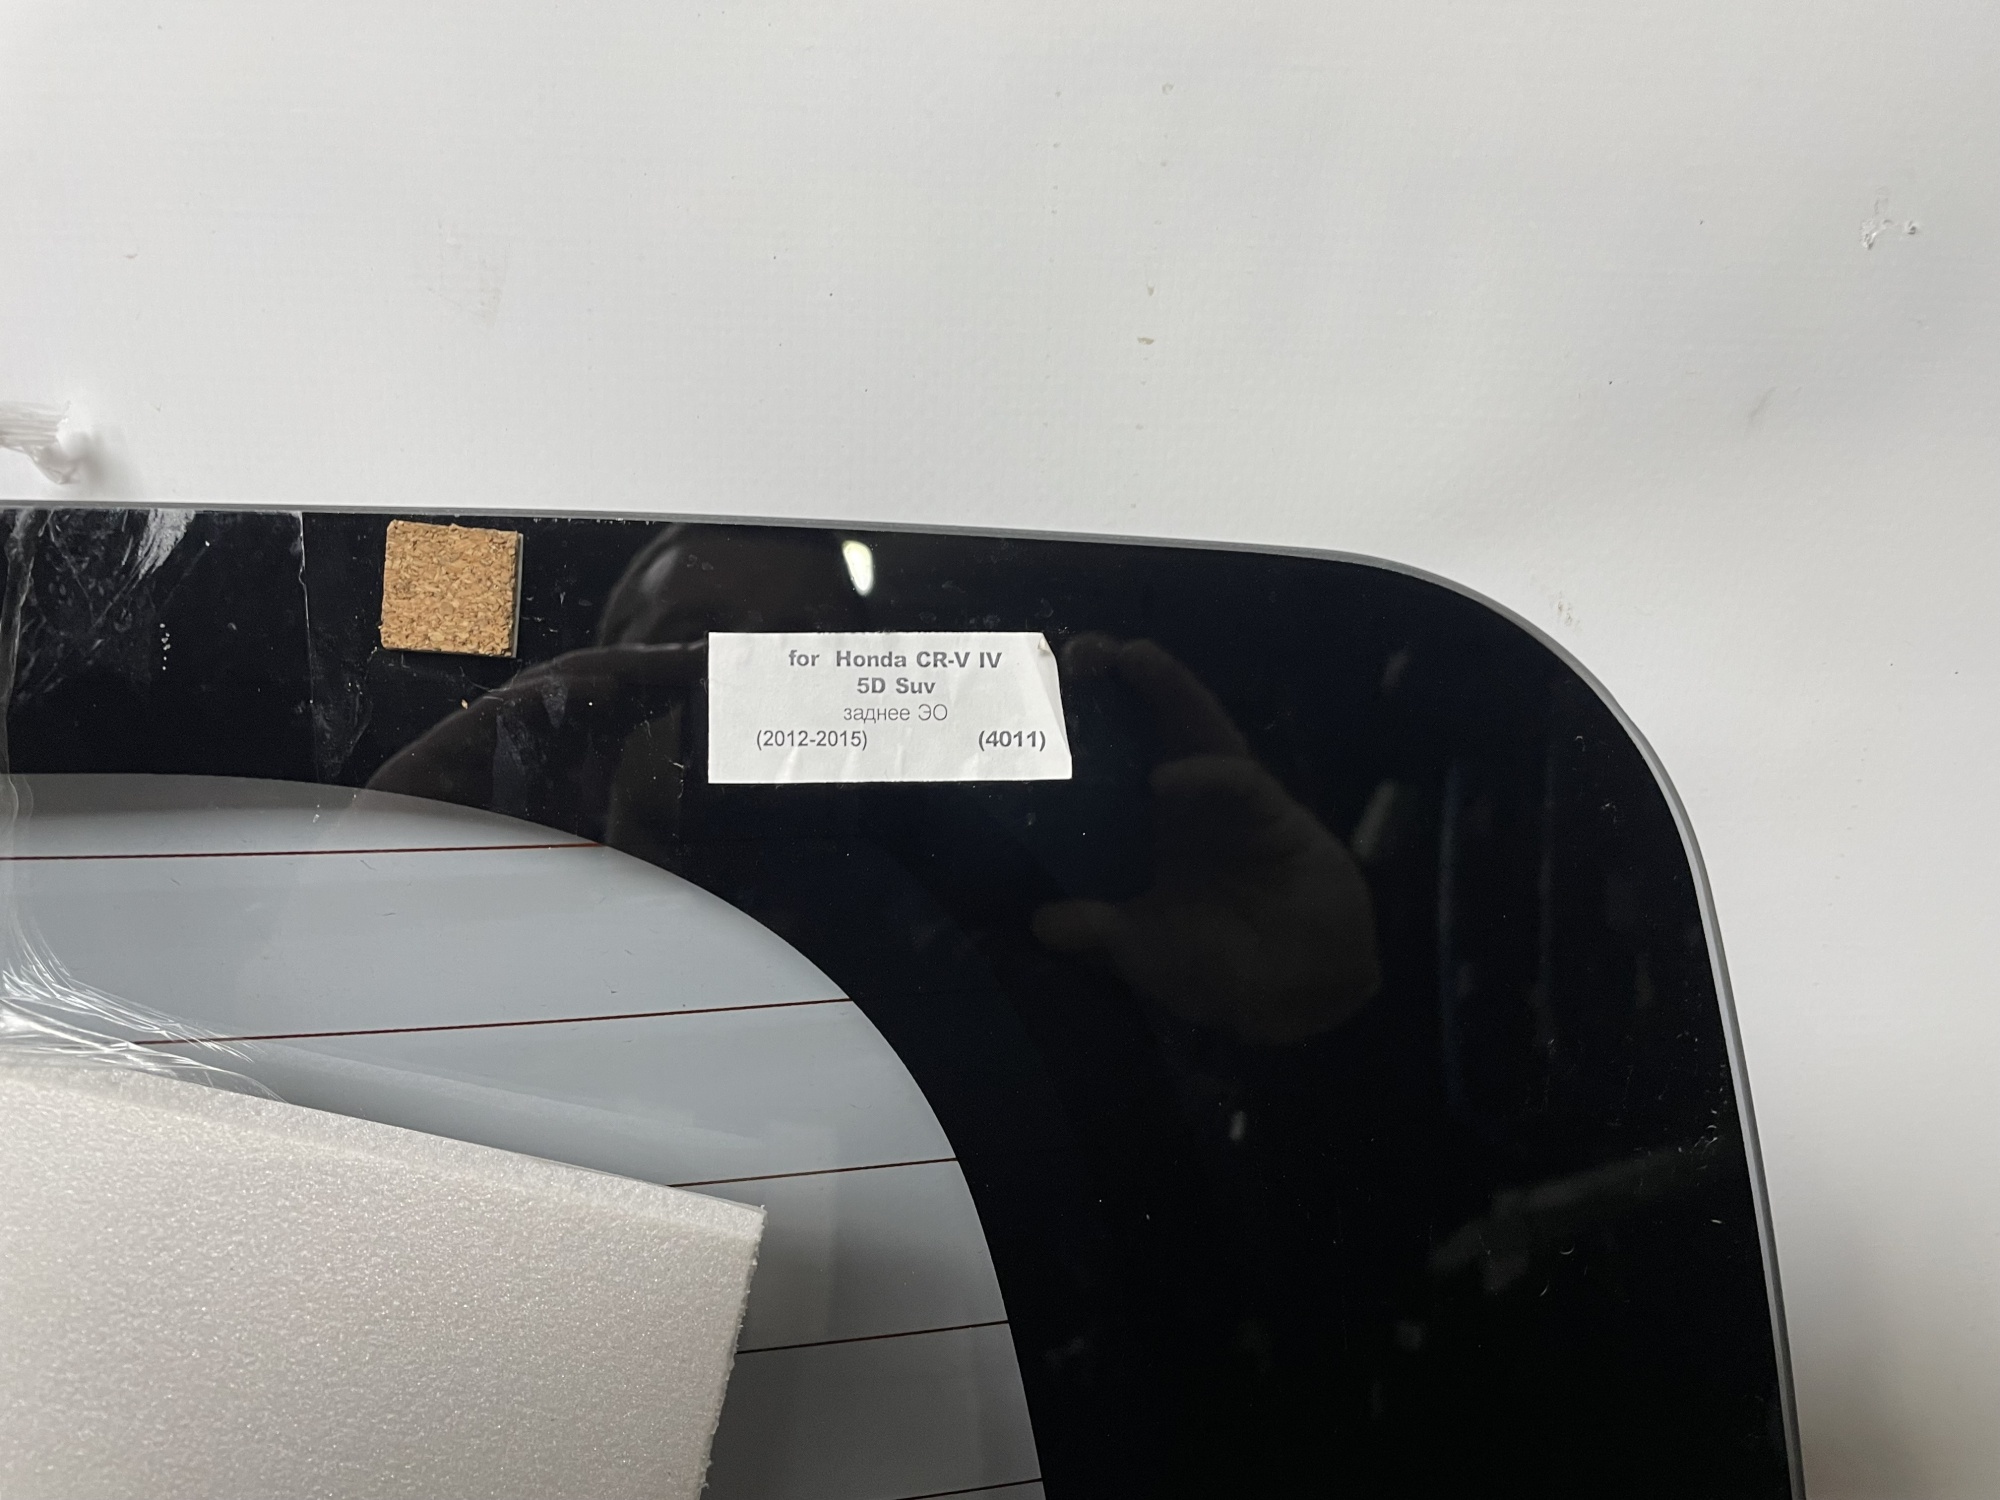 for Honda CR-V IV
5D Suv
заднее ЭО
(2012-2015) (4011)